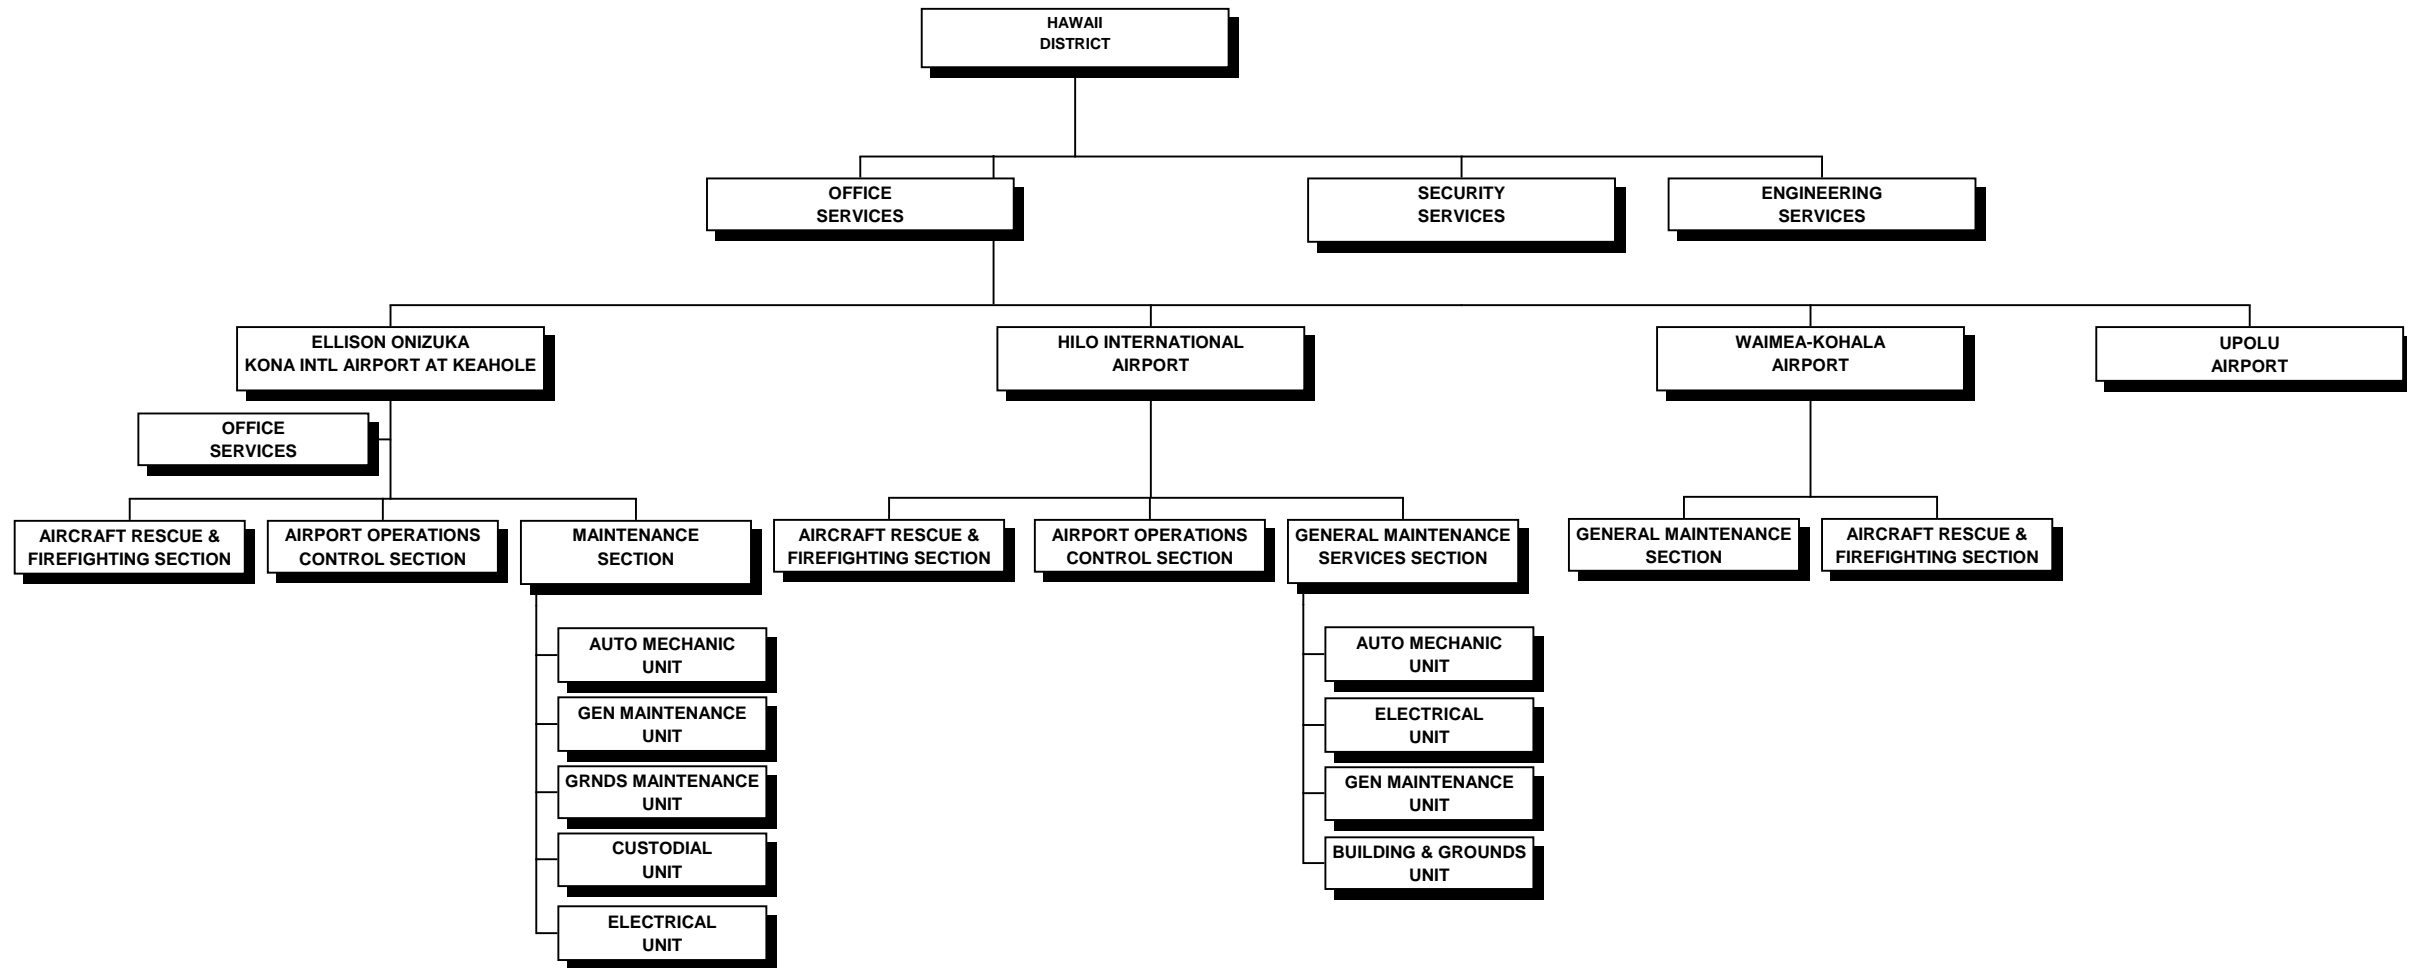 HAWAII
DISTRICT
OFFICE
SERVICES
SECURITY
SERVICES
ENGINEERING
SERVICES
ELLISON ONIZUKA
KONA INTL AIRPORT AT KEAHOLE
HILO INTERNATIONAL
AIRPORT
WAIMEA-KOHALA
AIRPORT
UPOLU
AIRPORT
OFFICE
SERVICES
AIRCRAFT RESCUE &
FIREFIGHTING SECTION
AIRPORT OPERATIONS
CONTROL SECTION
MAINTENANCE
SECTION
AIRCRAFT RESCUE &
FIREFIGHTING SECTION
AIRPORT OPERATIONS
CONTROL SECTION
GENERAL MAINTENANCE
SERVICES SECTION
GENERAL MAINTENANCE
SECTION
AIRCRAFT RESCUE &
FIREFIGHTING SECTION
AUTO MECHANIC
UNIT
GEN MAINTENANCE
UNIT
GRNDS MAINTENANCE
UNIT
CUSTODIAL
UNIT
ELECTRICAL
UNIT
AUTO MECHANIC
UNIT
ELECTRICAL
UNIT
GEN MAINTENANCE
UNIT
BUILDING & GROUNDS
UNIT